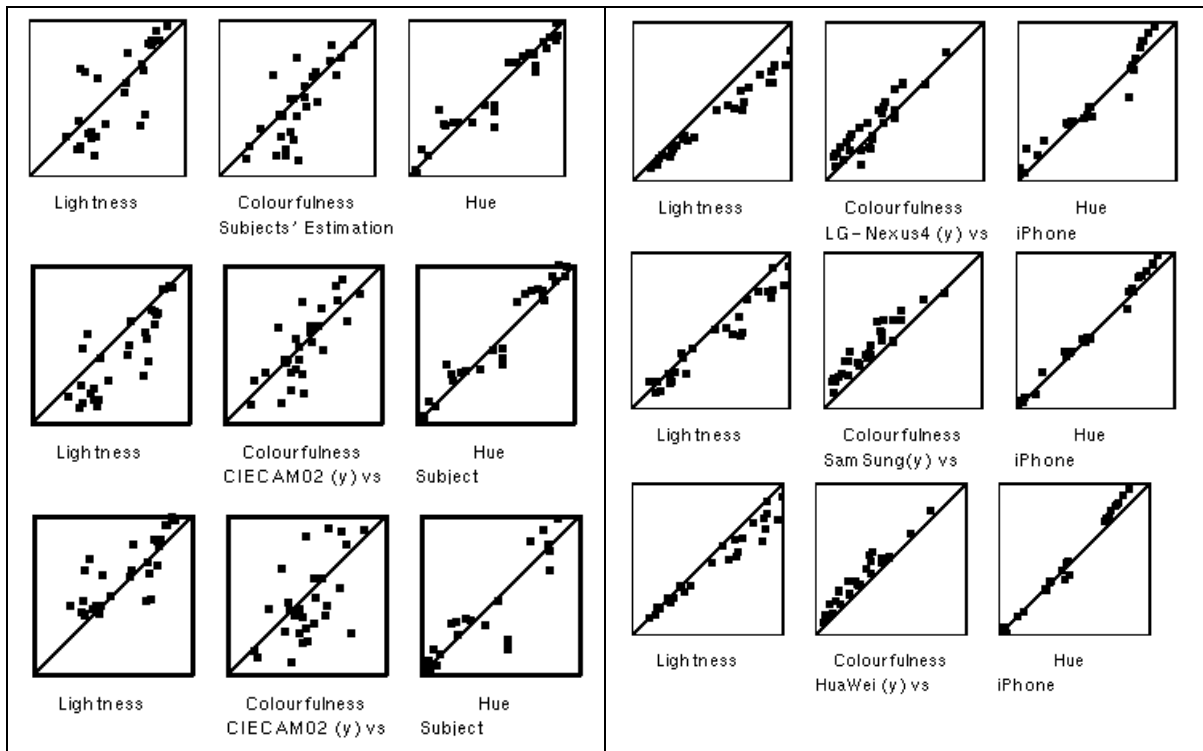 Lightness Colourfulness Hue
Subjects' Estimation
Lightness Colourfulness Hue
CIECAM02 (y) vs Subject
Lightness Colourfulness Hue
CIECAM02 (y) vs Subject
Lightness Colourfulness Hue
LG-Nexus4 (y) vs iPhone
Lightness Colourfulness Hue
SamSung(y) vs iPhone
Lightness Colourfulness Hue
HuaWei (y) vs iPhone